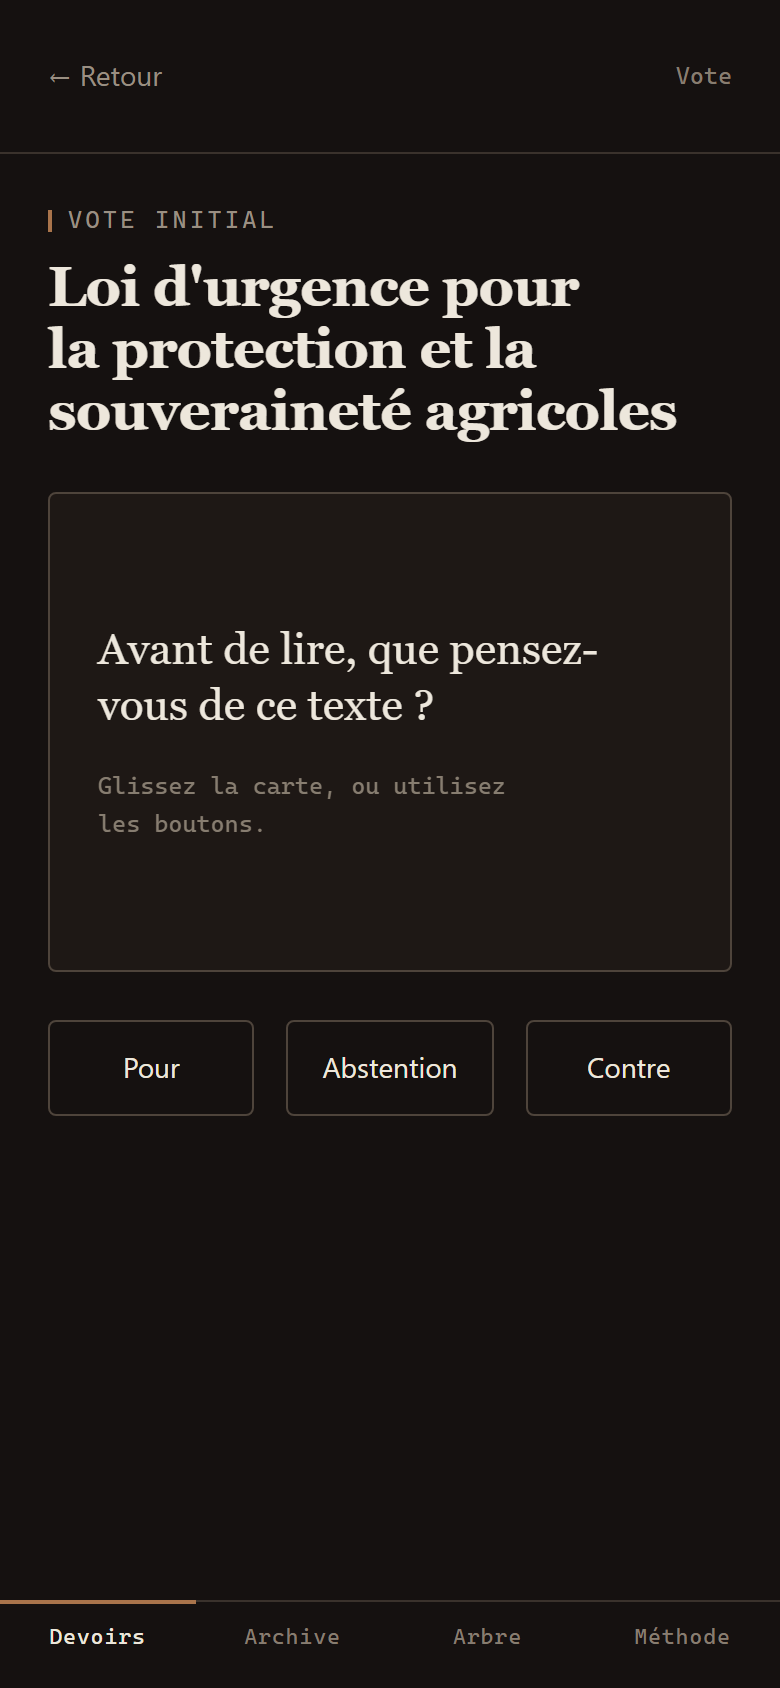 ← Retour
Vote
VOTE INITIAL
Loi d'urgence pour
la protection et la
souveraineté agricoles
Avant de lire, que pensez-
vous de ce texte ?
Glissez la carte, ou utilisez
les boutons.
Pour
Abstention
Contre
Devoirs
Archive
Arbre
Méthode